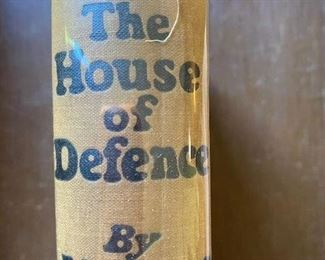 The
House
of
Defence
By